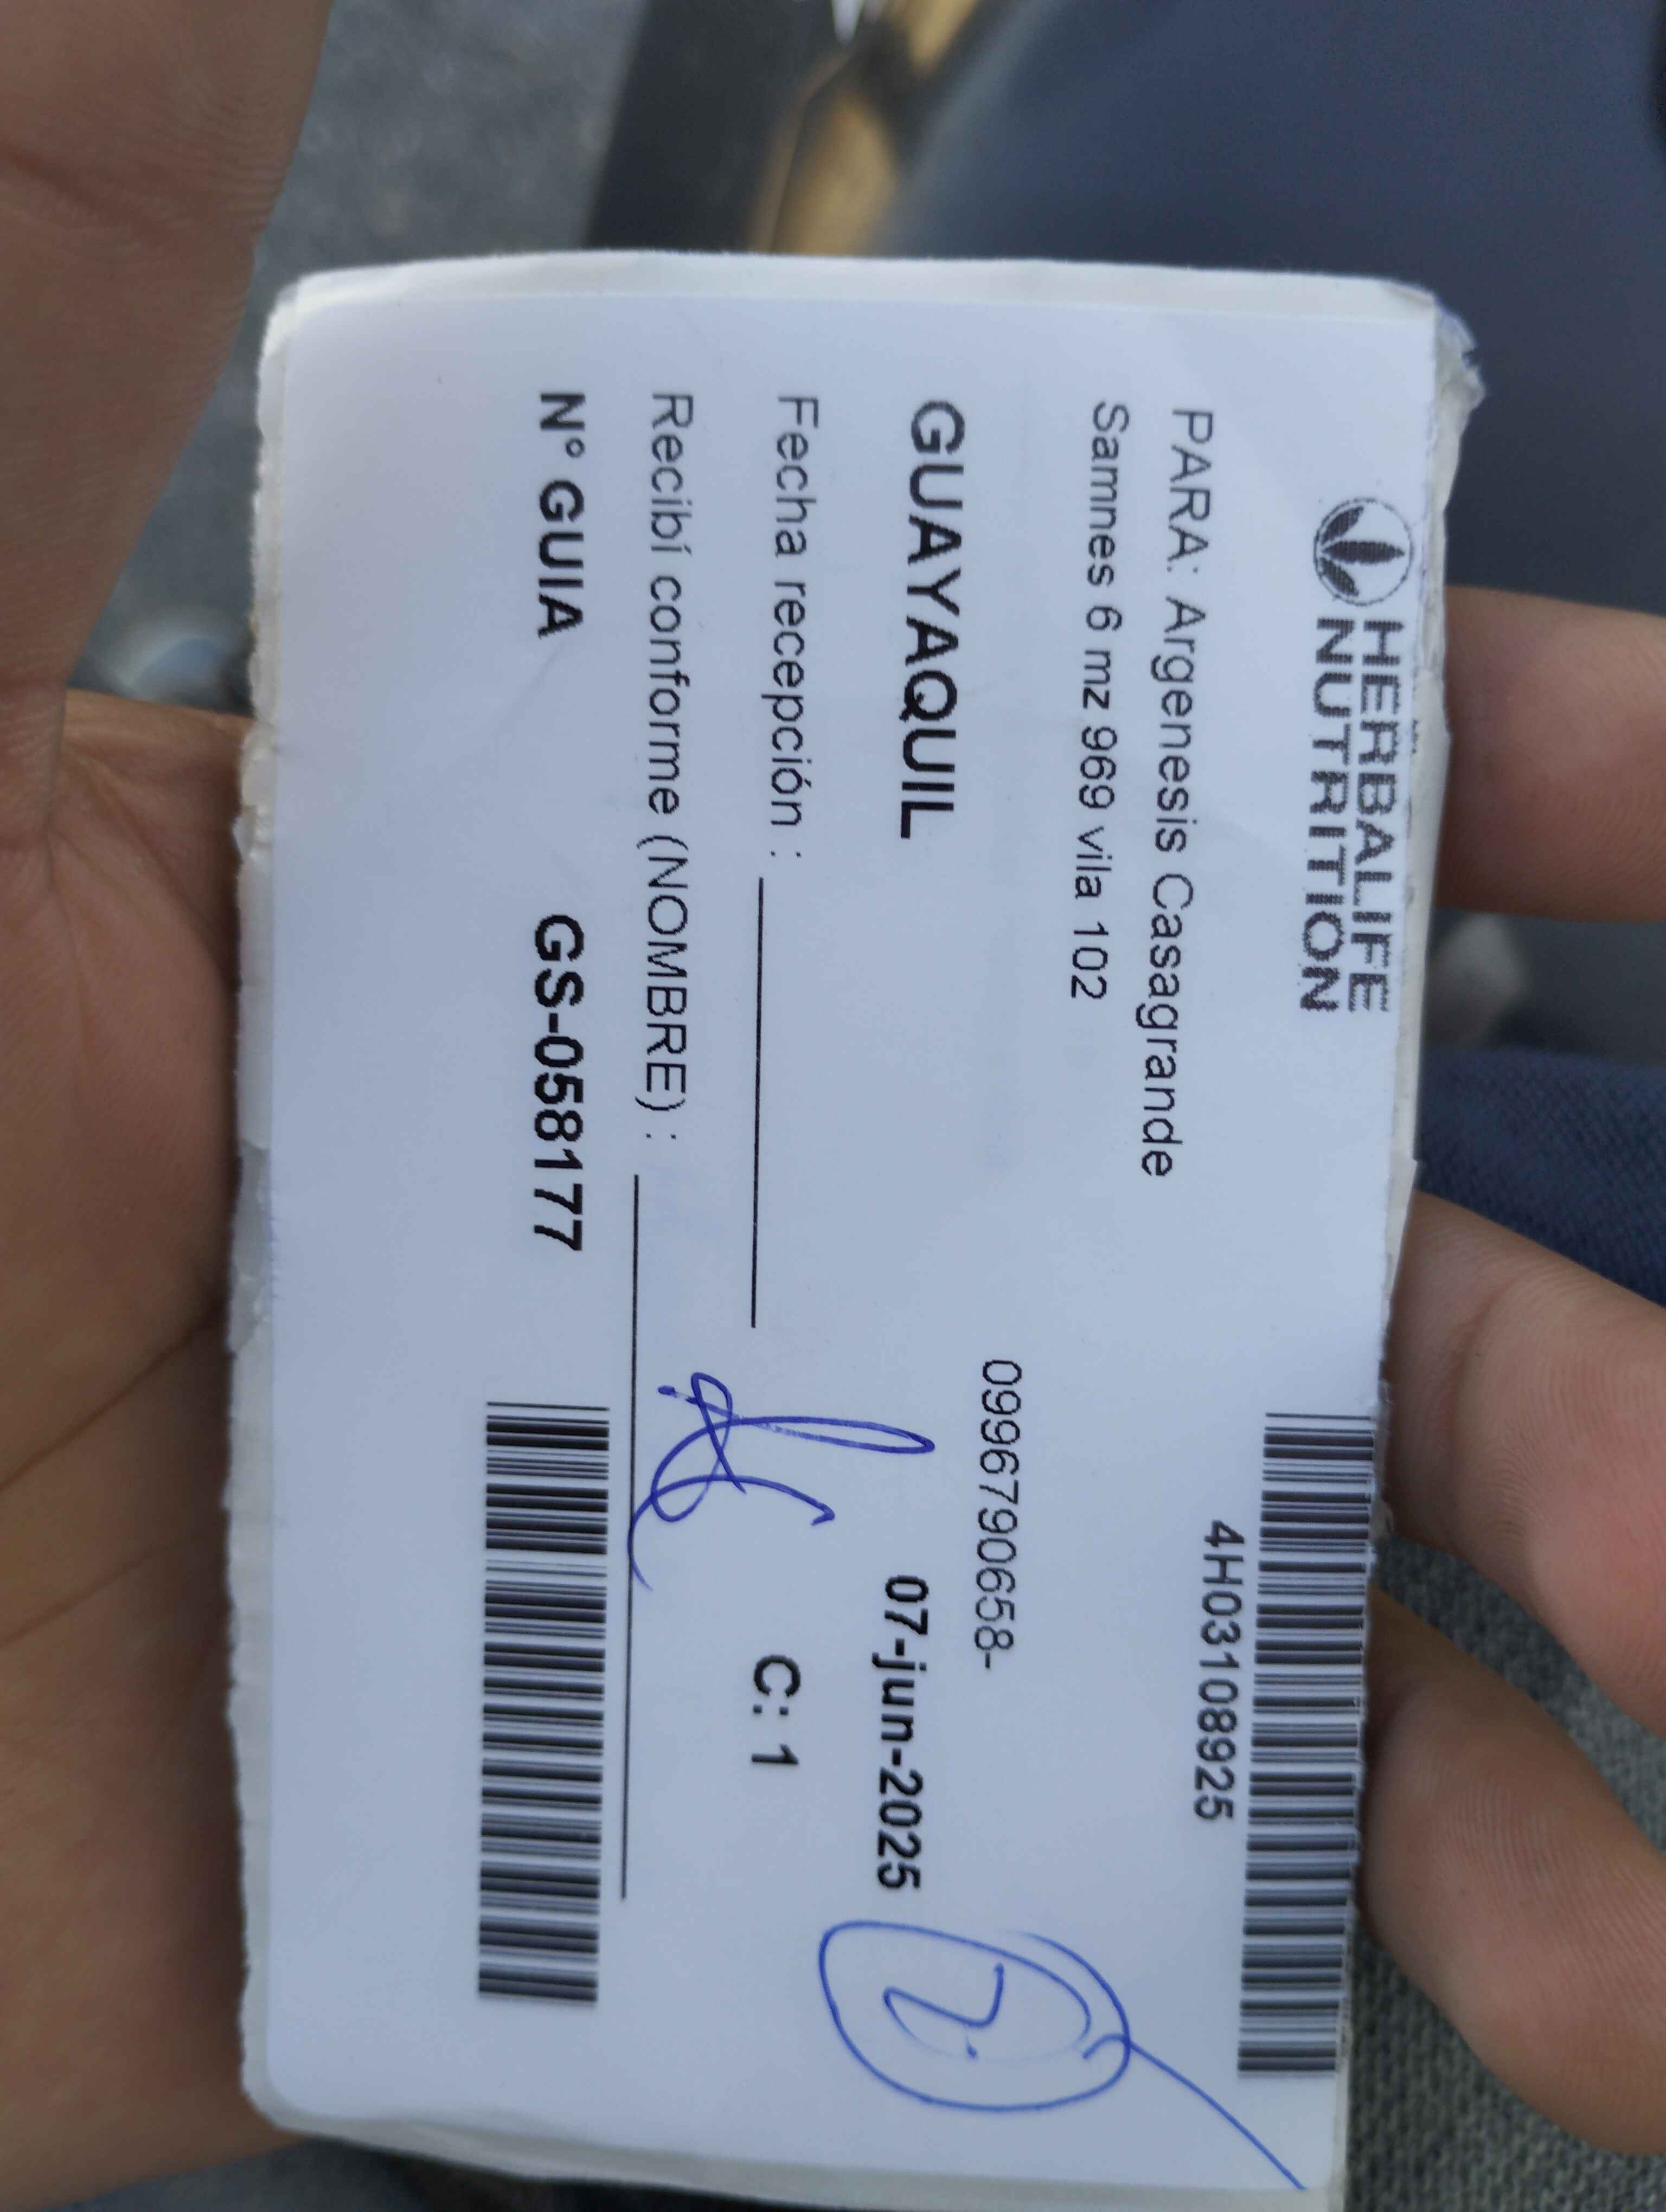 HERBALIFE
NUTRITION
4H03108925
PARA: Argenesis Casagrande
Samnes 6 mz 969 vila 102
0996790658-
GUAYAQUIL
07-jun-2025
Fecha recepción :
C: 1
Recibí conforme (NOMBRE) :
N° GUIA GS-058177